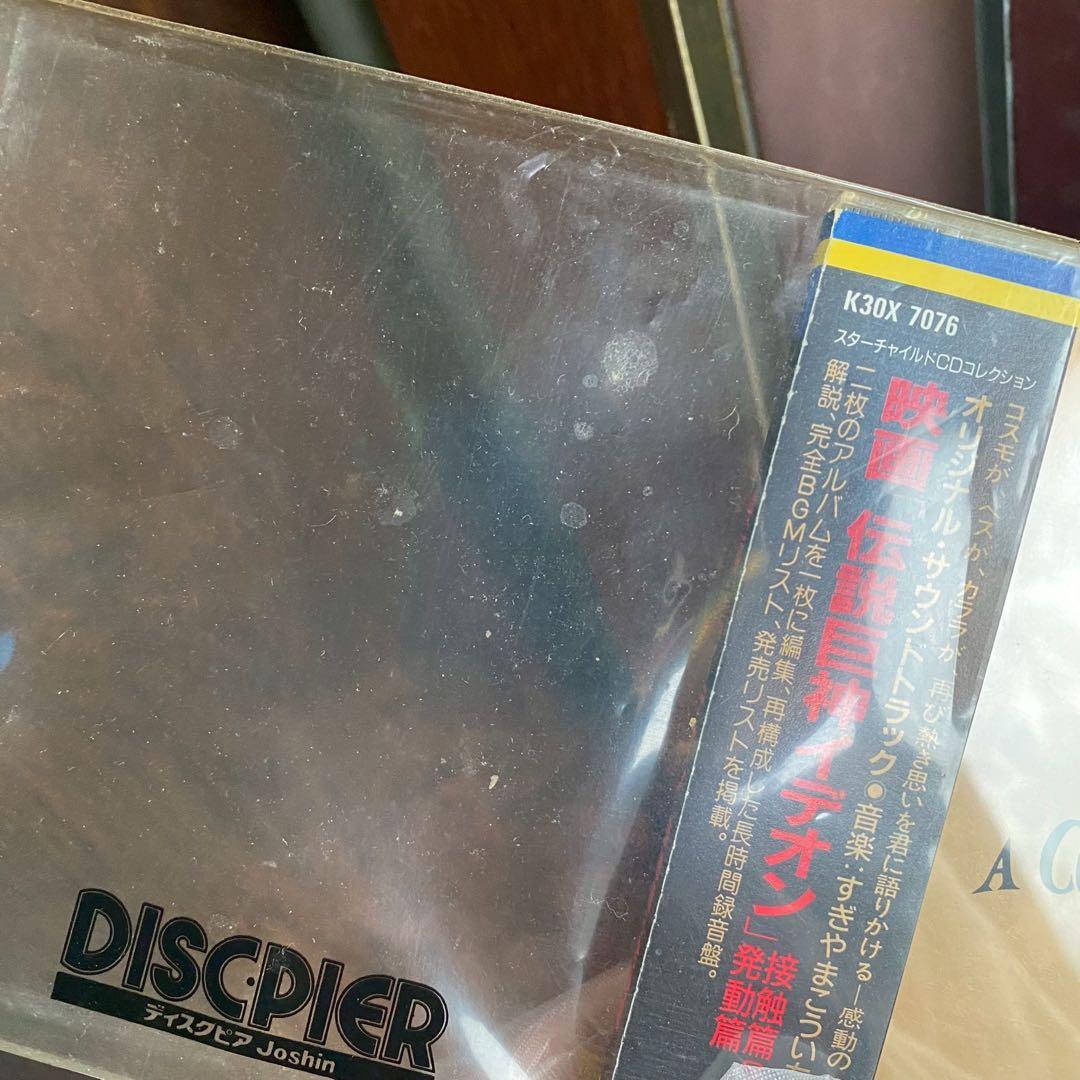 K30X 7076
スターチャイルドCDコレクション
コスモが、ベスが、カララが、再び熱き思いを君に語りかける―感動の
オリジナル・サウンドトラック●音楽:すぎやまこういち
映画「伝説巨神イデオン」接触篇
発動篇
二枚のアルバムを一枚に編集、再構成した長時間録音盤。
解説、完全BGMリスト、発売リストを掲載。
A
DISC・PIER
ディスクピア Joshin